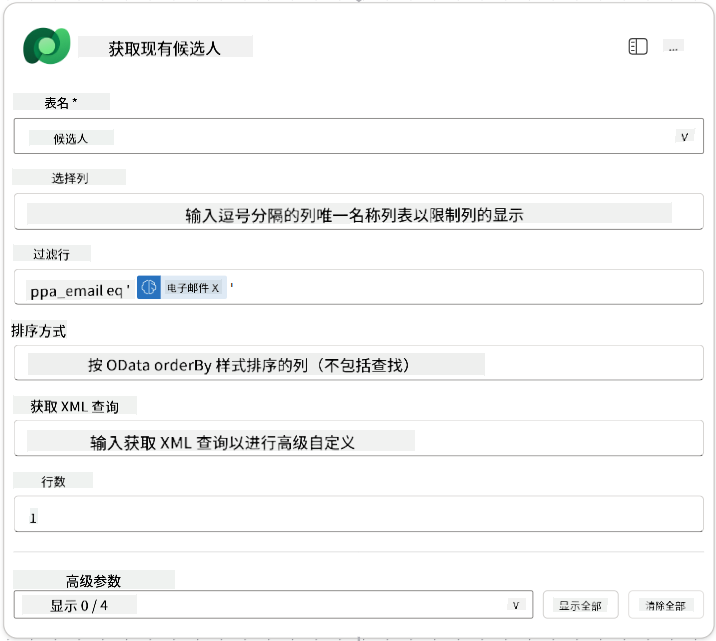 获取现有候选人
...
表名 *
候选人
选择列
输入逗号分隔的列唯一名称列表以限制列的显示
过滤行
ppa_email eq ' 电子邮件 X '
排序方式
按 OData orderBy 样式排序的列（不包括查找）
获取 XML 查询
输入获取 XML 查询以进行高级自定义
行数
1
高级参数
显示 0 / 4
显示全部
清除全部